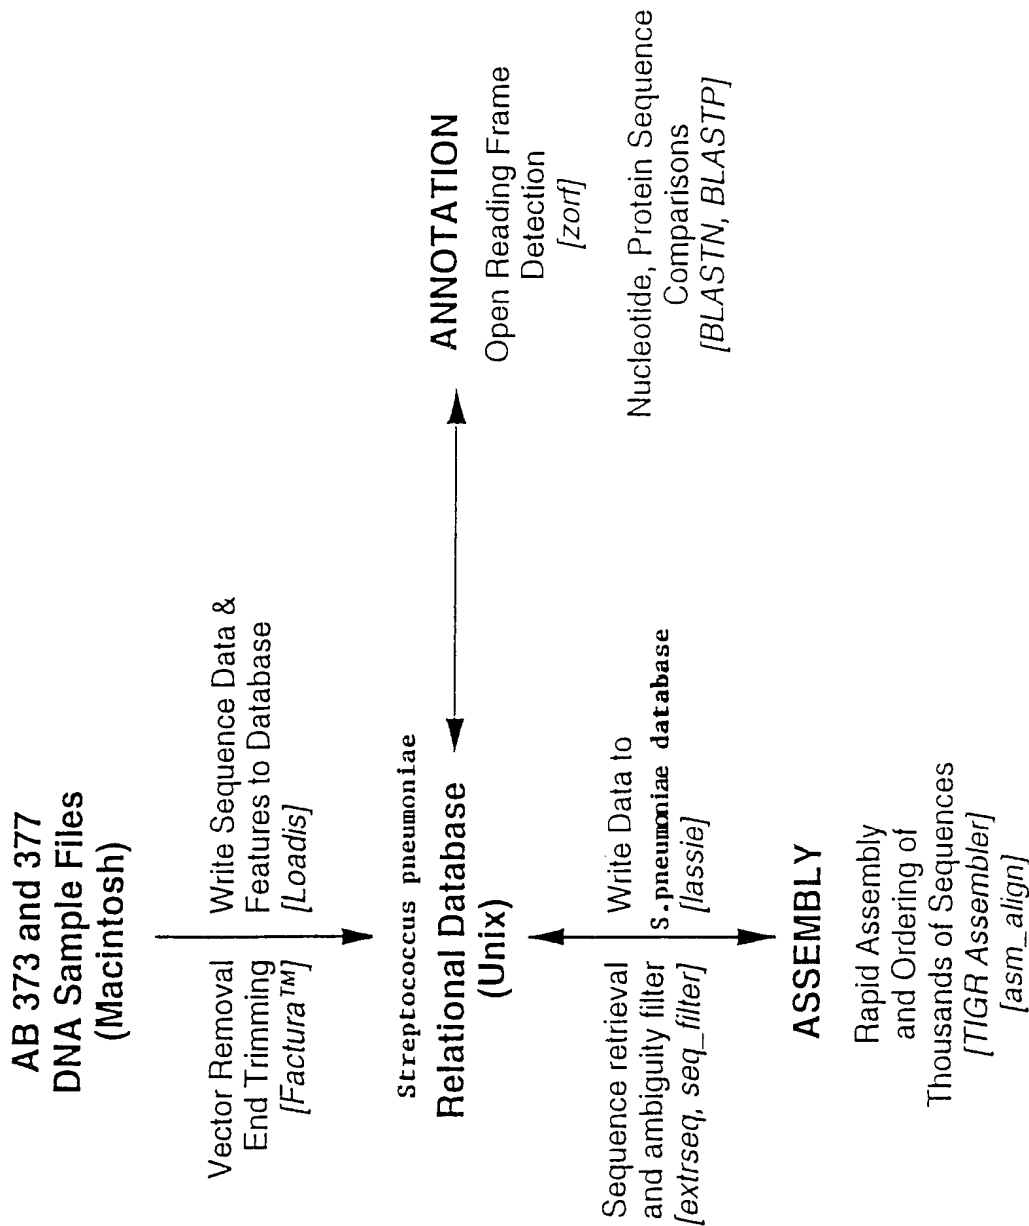 AB 373 and 377
DNA Sample Files
(Macintosh)
Vector Removal
End Trimming
[Factura™]
Write Sequence Data &
Features to Database
[Loadis]
Streptococcus pneumoniae
Relational Database
(Unix)
ANNOTATION
Open Reading Frame
Detection
[zorf]
Nucleotide, Protein Sequence
Comparisons
[BLASTN, BLASTP]
Sequence retrieval
and ambiguity filter
[extrseq, seq_filter]
Write Data to
S.pneumoniae database
[lassie]
ASSEMBLY
Rapid Assembly
and Ordering of
Thousands of Sequences
[TIGR Assembler]
[asm_align]